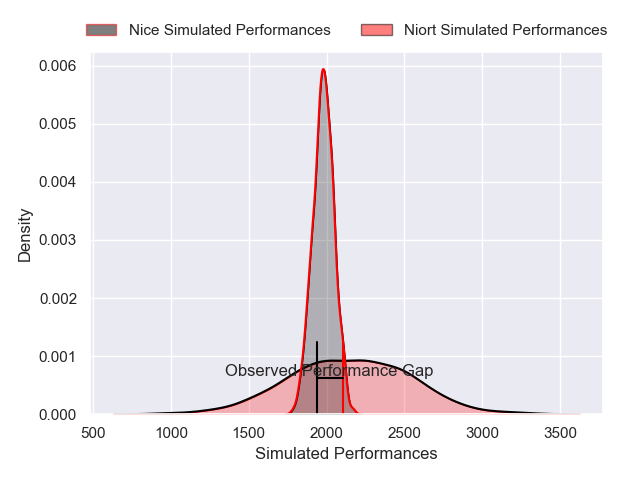 Nice Simulated Performances
Niort Simulated Performances
0.006
0.005
0.004
0.003
0.002
0.001
0.000
Density
Observed Performance Gap
500
1000
1500
2000
2500
3000
3500
Simulated Performances